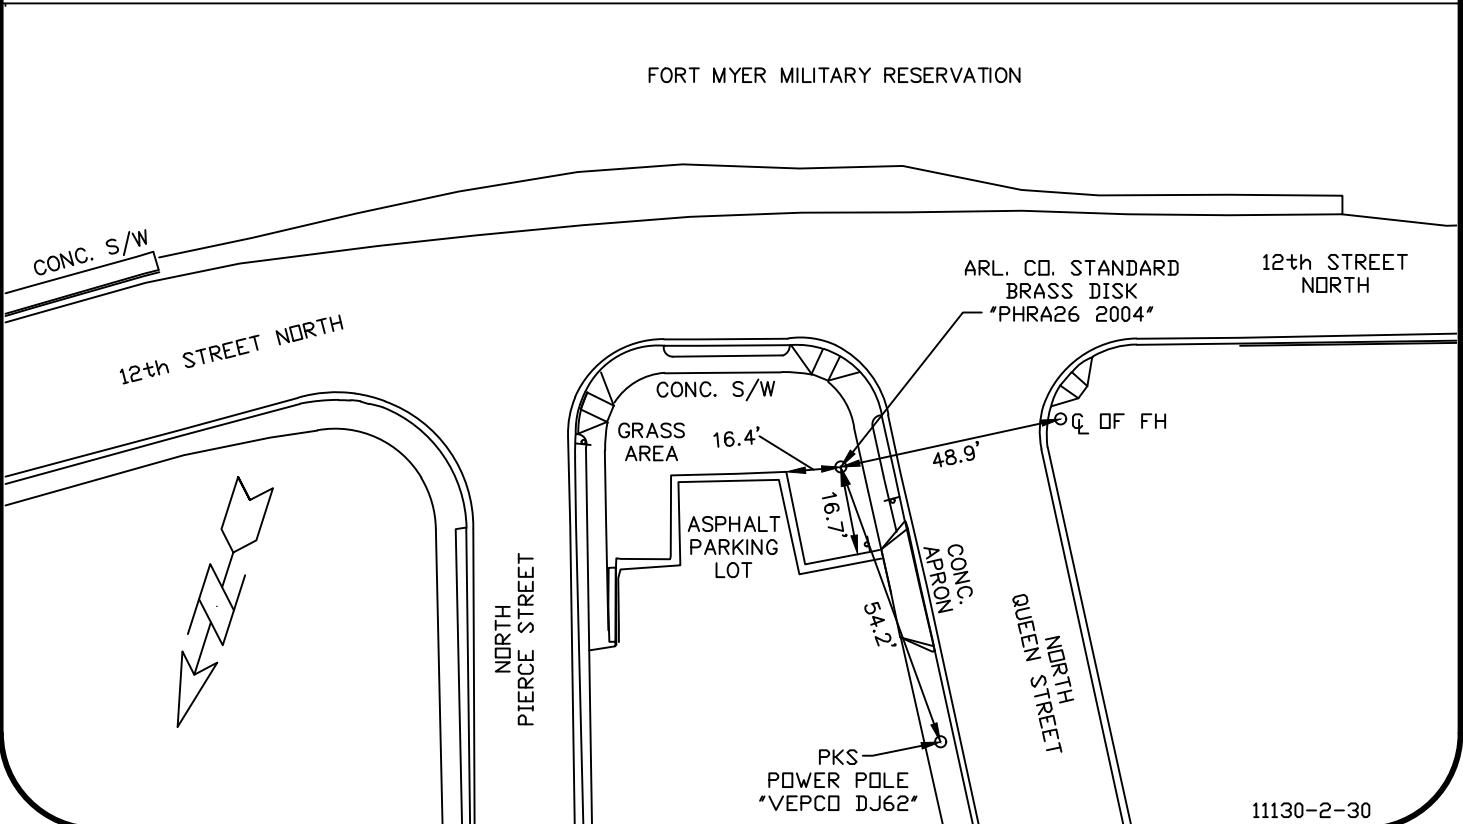 FORT MYER MILITARY RESERVATION
CONC. S/W
12th STREET NORTH
ARL. CO. STANDARD
BRASS DISK
"PHRA26 2004"
12th STREET
NORTH
CONC. S/W
GRASS
AREA
16.4'
48.9'
℄ OF FH
16.7'
ASPHALT
PARKING
LOT
CONC.
APRON
54.2'
NORTH
PIERCE STREET
NORTH
QUEEN STREET
PKS
POWER POLE
"VEPCO DJ62"
N
11130-2-30